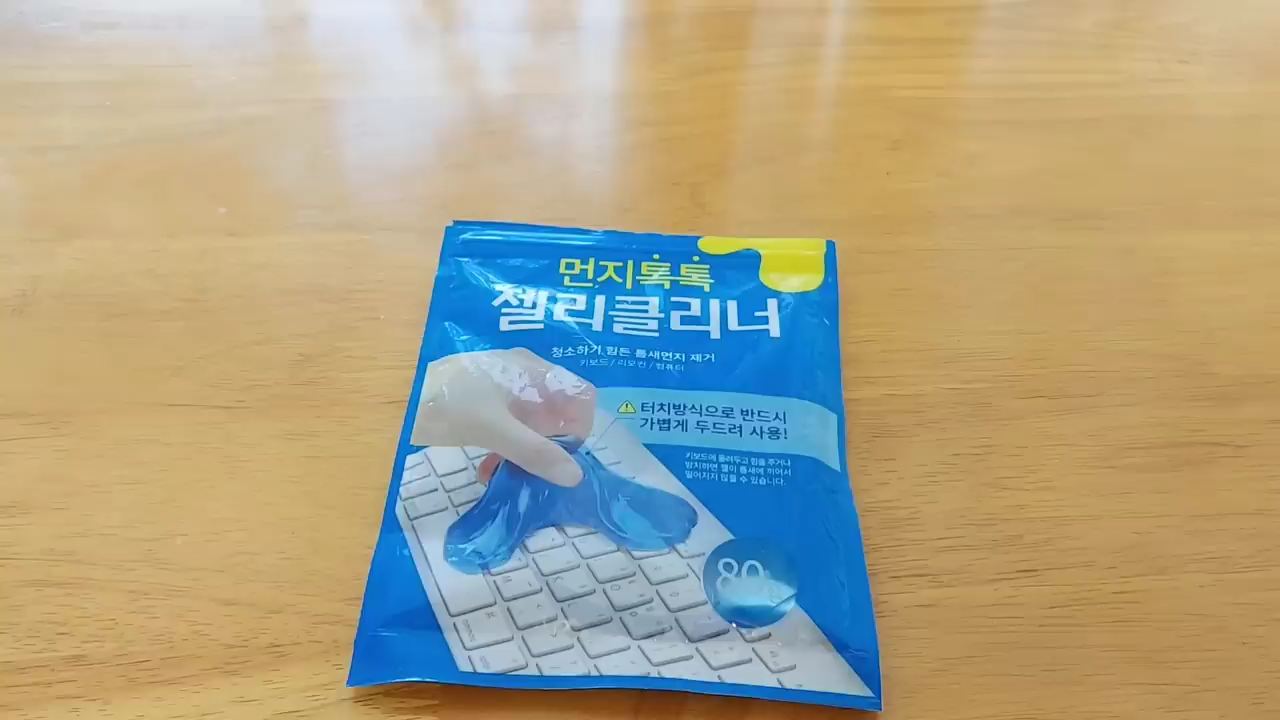 먼지톡톡
젤리클리너
청소하기 힘든 틈새먼지 제거
키보드 / 리모컨 / 컴퓨터
터치방식으로 반드시
가볍게 두드려 사용!
키보드에 올려두고 힘을 주거나
방치하면 젤이 틈새에 끼어서
떨어지지 않을 수 있습니다.
80